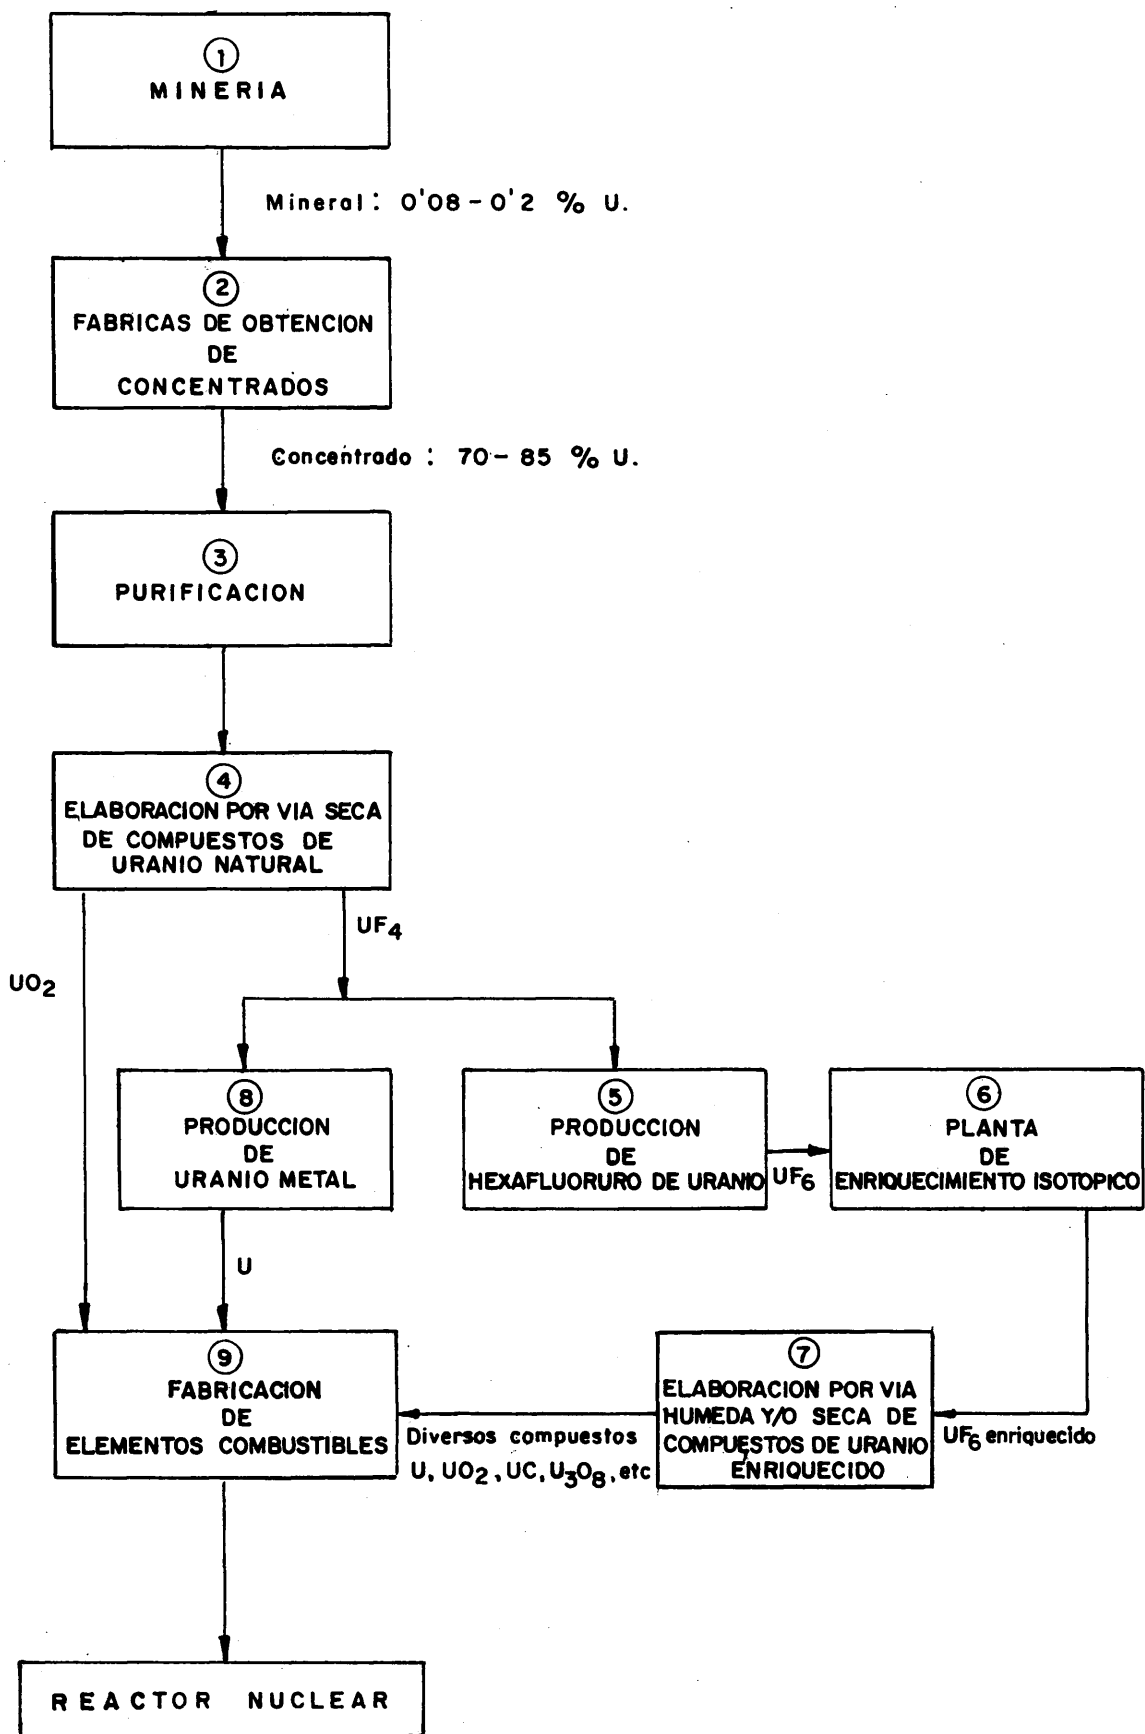 ①
MINERIA
Mineral: 0'08-0'2 % U.
②
FABRICAS DE OBTENCION
DE
CONCENTRADOS
Concentrado : 70-85 % U.
③
PURIFICACION
④
ELABORACION POR VIA SECA
DE COMPUESTOS DE
URANIO NATURAL
UF₄
UO₂
⑧
PRODUCCION
DE
URANIO METAL
⑤
PRODUCCION
DE
HEXAFLUORURO DE URANIO
UF₆
⑥
PLANTA
DE
ENRIQUECIMIENTO ISOTOPICO
U
⑨
FABRICACION
DE
ELEMENTOS COMBUSTIBLES
Diversos compuestos
U, UO₂, UC, U₃O₈, etc
⑦
ELABORACION POR VIA
HUMEDA Y/O SECA DE
COMPUESTOS DE URANIO
ENRIQUECIDO
UF₆ enriquecido
REACTOR NUCLEAR